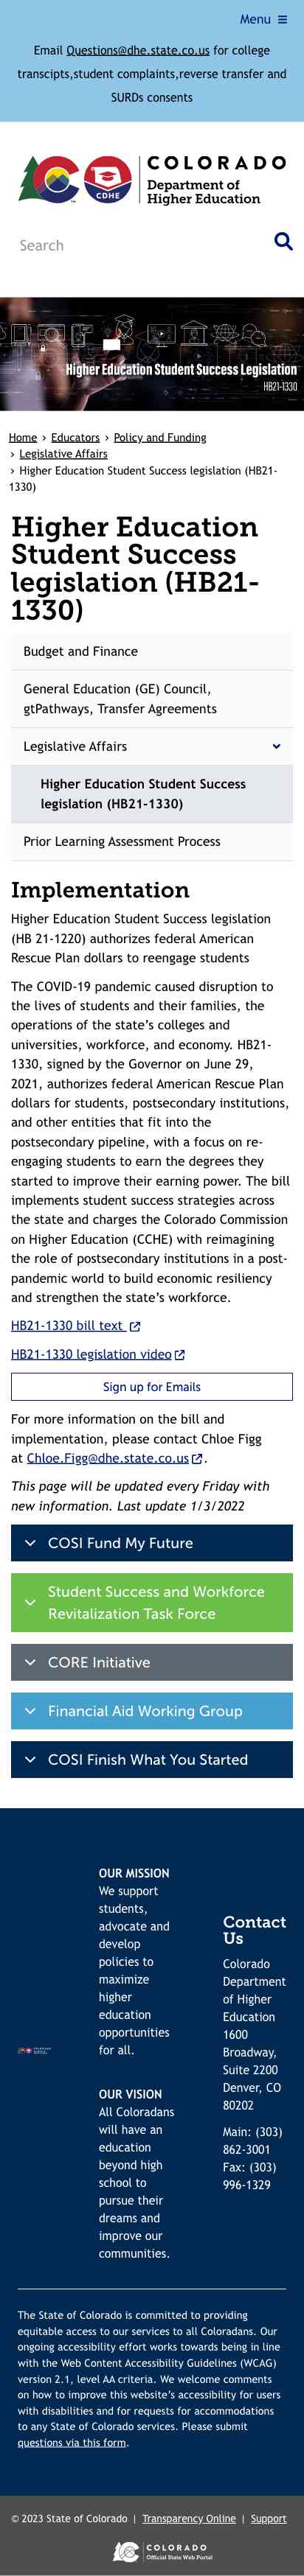 Menu
Email Questions@dhe.state.co.us for college
transcipts,student complaints,reverse transfer and
SURDs consents
CO
CDHE
COLORADO
Department of
Higher Education
Search
Higher Education Student Success Legislation
HB21-1330
Home › Educators › Policy and Funding
› Legislative Affairs
› Higher Education Student Success legislation (HB21-
1330)
Higher Education
Student Success
legislation (HB21-
1330)
Budget and Finance
General Education (GE) Council,
gtPathways, Transfer Agreements
Legislative Affairs
Higher Education Student Success
legislation (HB21-1330)
Prior Learning Assessment Process
Implementation
Higher Education Student Success legislation
(HB 21-1220) authorizes federal American
Rescue Plan dollars to reengage students
The COVID-19 pandemic caused disruption to
the lives of students and their families, the
operations of the state’s colleges and
universities, workforce, and economy. HB21-
1330, signed by the Governor on June 29,
2021, authorizes federal American Rescue Plan
dollars for students, postsecondary institutions,
and other entities that fit into the
postsecondary pipeline, with a focus on re-
engaging students to earn the degrees they
started to improve their earning power. The bill
implements student success strategies across
the state and charges the Colorado Commission
on Higher Education (CCHE) with reimagining
the role of postsecondary institutions in a post-
pandemic world to build economic resiliency
and strengthen the state’s workforce.
HB21-1330 bill text
HB21-1330 legislation video
Sign up for Emails
For more information on the bill and
implementation, please contact Chloe Figg
at Chloe.Figg@dhe.state.co.us.
This page will be updated every Friday with
new information. Last update 1/3/2022
COSI Fund My Future
Student Success and Workforce
Revitalization Task Force
CORE Initiative
Financial Aid Working Group
COSI Finish What You Started
OUR MISSION
We support
students,
advocate and
develop
policies to
maximize
higher
education
opportunities
for all.
OUR VISION
All Coloradans
will have an
education
beyond high
school to
pursue their
dreams and
improve our
communities.
Contact
Us
Colorado
Department
of Higher
Education
1600
Broadway,
Suite 2200
Denver, CO
80202
Main: (303)
862-3001
Fax: (303)
996-1329
The State of Colorado is committed to providing
equitable access to our services to all Coloradans. Our
ongoing accessibility effort works towards being in line
with the Web Content Accessibility Guidelines (WCAG)
version 2.1, level AA criteria. We welcome comments
on how to improve this website’s accessibility for users
with disabilities and for requests for accommodations
to any State of Colorado services. Please submit
questions via this form.
© 2023 State of Colorado | Transparency Online | Support
CO
COLORADO
Official State Web Portal